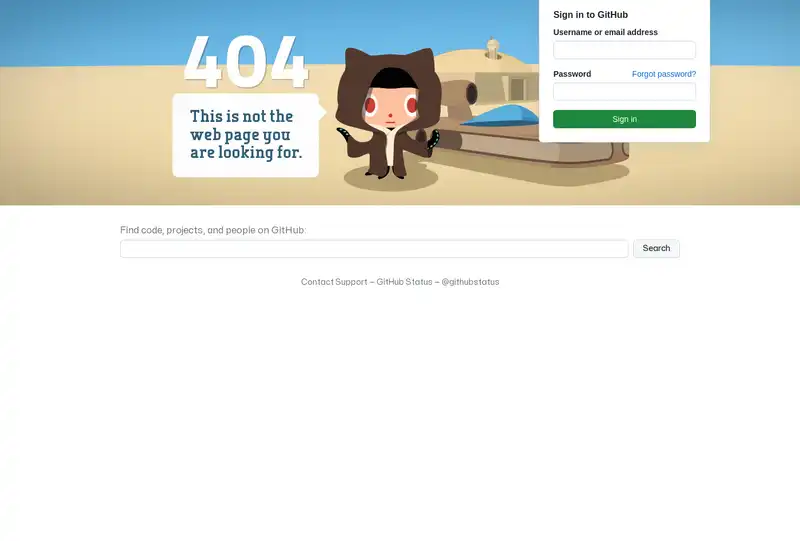 404
This is not the
web page you
are looking for.
Sign in to GitHub
Username or email address
Password
Forgot password?
Sign in
Find code, projects, and people on GitHub:
Search
Contact Support — GitHub Status — @githubstatus